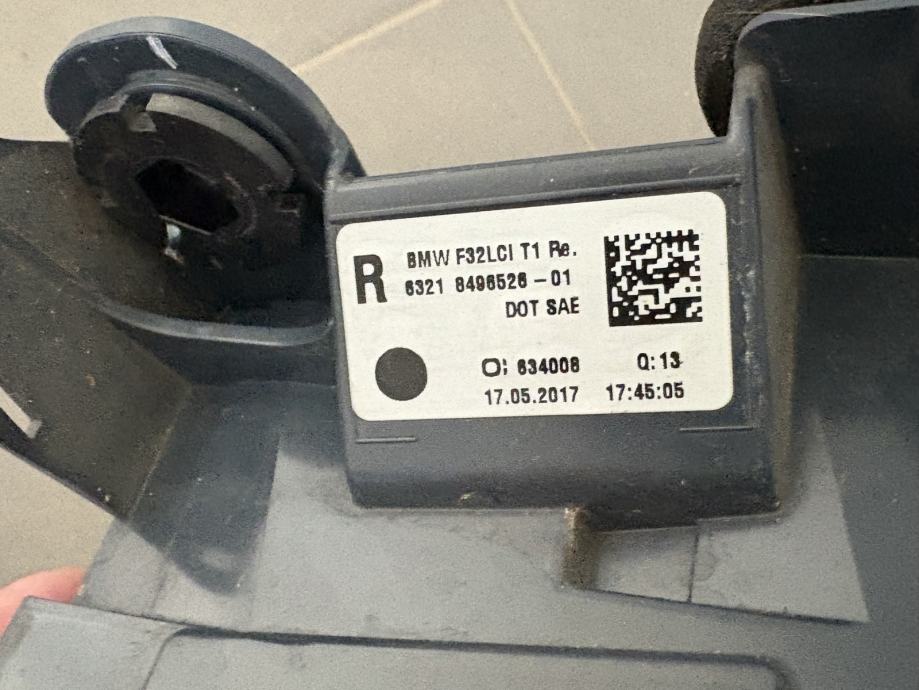 R
BMW F32LCI T1 Re.
6321 8496526 -01
DOT SAE
634008 Q: 13
17.05.2017 17:45:05